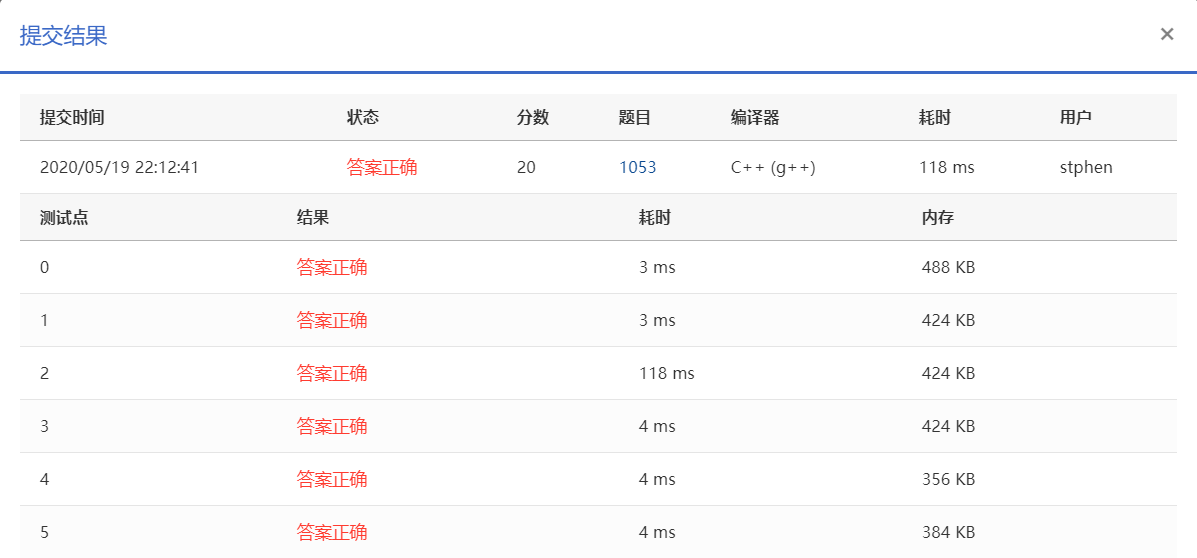 提交结果 ×
提交时间 状态 分数 题目 编译器 耗时 用户
2020/05/19 22:12:41 答案正确 20 1053 C++ (g++) 118 ms stphen
测试点 结果 耗时 内存
0 答案正确 3 ms 488 KB
1 答案正确 3 ms 424 KB
2 答案正确 118 ms 424 KB
3 答案正确 4 ms 424 KB
4 答案正确 4 ms 356 KB
5 答案正确 4 ms 384 KB